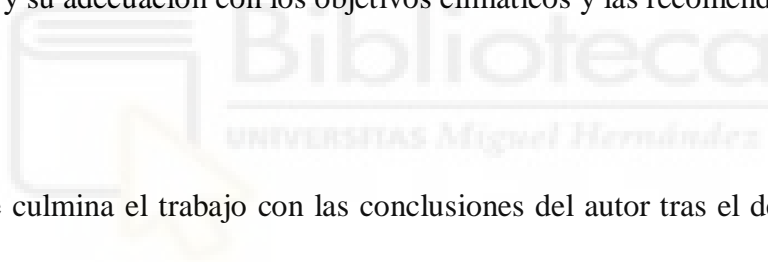 y su adecuación con los objetivos climáticos y las recomend
Biblioteca
UNIVERSITAS Miguel Hernández
culmina el trabajo con las conclusiones del autor tras el d